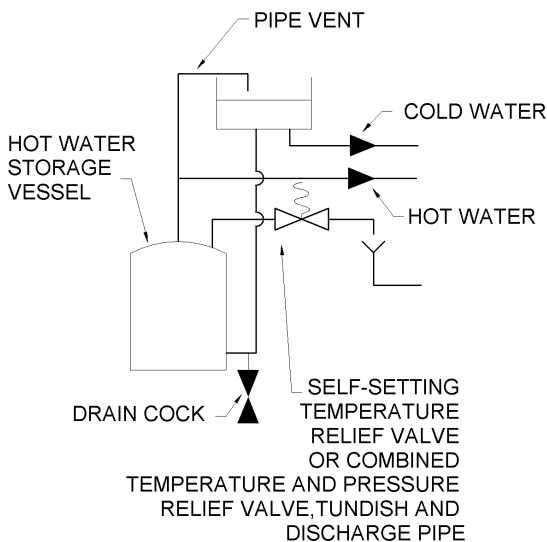 PIPE VENT
COLD WATER
HOT WATER
STORAGE
VESSEL
HOT WATER
DRAIN COCK
SELF-SETTING
TEMPERATURE
RELIEF VALVE
OR COMBINED
TEMPERATURE AND PRESSURE
RELIEF VALVE,TUNDISH AND
DISCHARGE PIPE